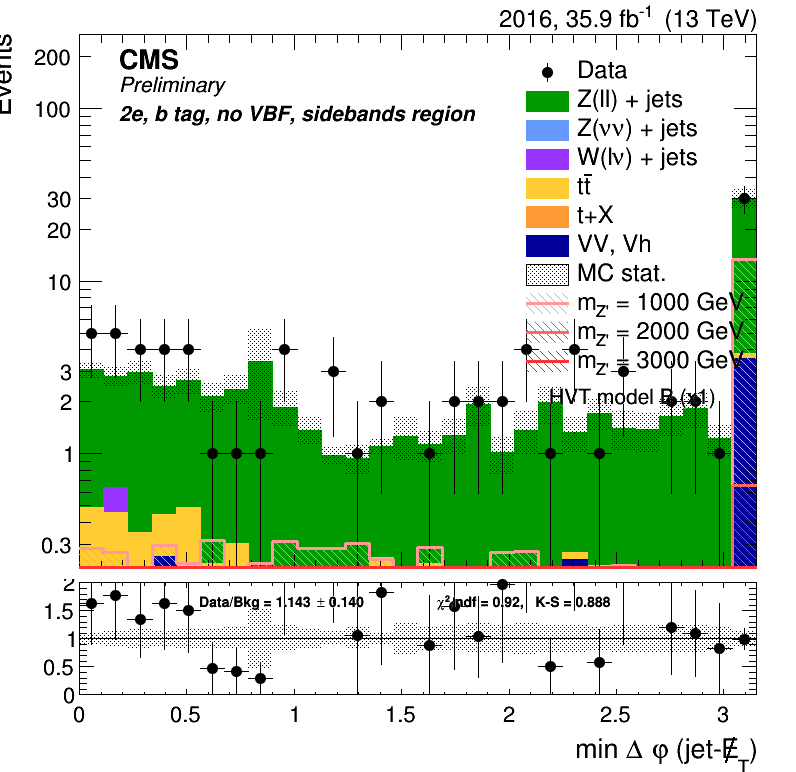 2016, 35.9 fb⁻¹ (13 TeV)
Events
CMS
Preliminary
2e, b tag, no VBF, sidebands region
Data
Z(ll) + jets
Z(νν) + jets
W(lν) + jets
tt̄
t+X
VV, Vh
MC stat.
m_Z' = 1000 GeV
m_Z' = 2000 GeV
m_Z' = 3000 GeV
HVT model B (x1)
200
100
30
20
10
3
2
1
0.3
2
1.5
1
0.5
0
Data/Bkg = 1.143 ± 0.140
χ²/ndf = 0.92, K-S = 0.888
0 0.5 1 1.5 2 2.5 3
min Δ φ (jet-E̸_T)